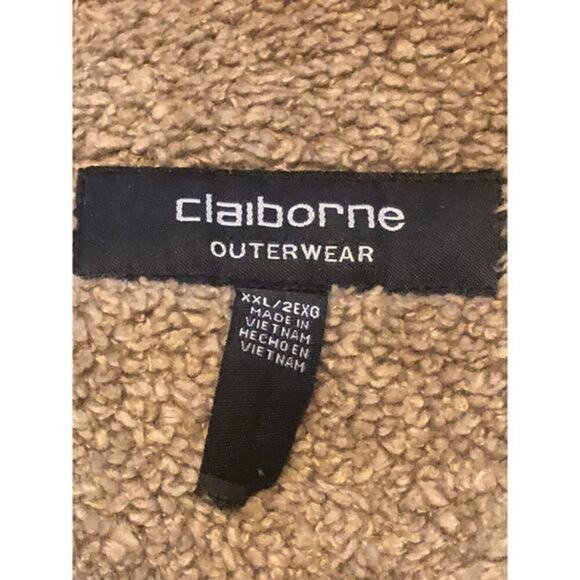 claiborne
OUTERWEAR
XXL/2EXG
MADE IN
VIETNAM
HECHO EN
VIETNAM